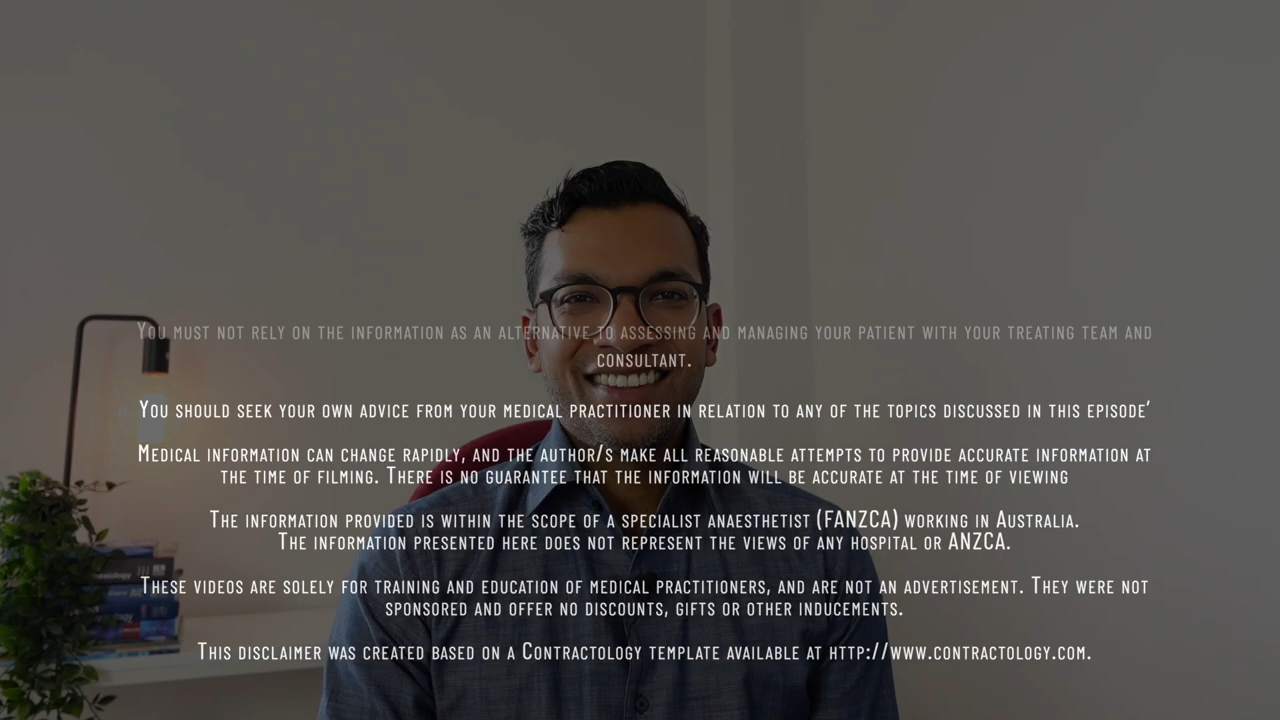 You must not rely on the information as an alternative to assessing and managing your patient with your treating team and
consultant.
You should seek your own advice from your medical practitioner in relation to any of the topics discussed in this episode'
Medical information can change rapidly, and the author/s make all reasonable attempts to provide accurate information at
the time of filming. There is no guarantee that the information will be accurate at the time of viewing
The information provided is within the scope of a specialist anaesthetist (FANZCA) working in Australia.
The information presented here does not represent the views of any hospital or ANZCA.
These videos are solely for training and education of medical practitioners, and are not an advertisement. They were not
sponsored and offer no discounts, gifts or other inducements.
This disclaimer was created based on a Contractology template available at http://www.contractology.com.